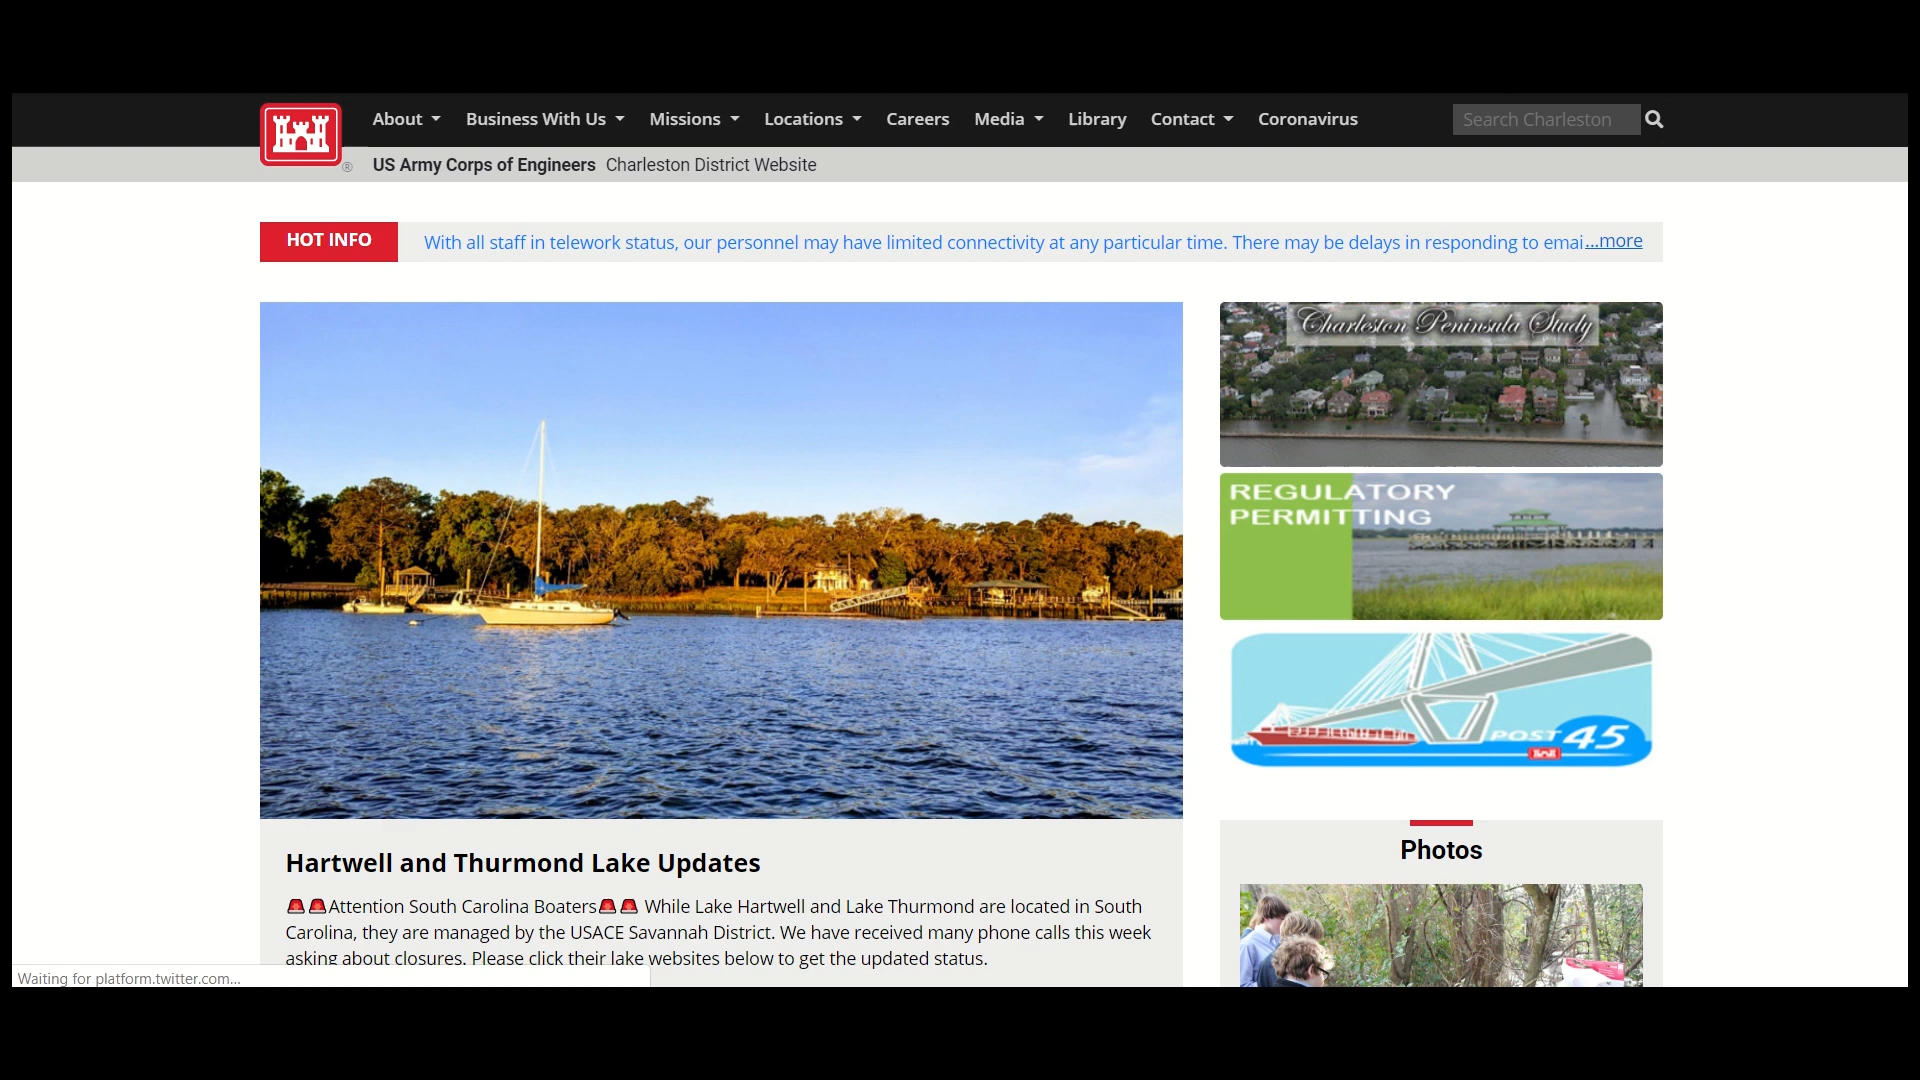 About Business With Us Missions Locations Careers Media Library Contact Coronavirus Search Charleston
®
US Army Corps of Engineers Charleston District Website
HOT INFO With all staff in telework status, our personnel may have limited connectivity at any particular time. There may be delays in responding to emai...more
Charleston Peninsula Study
REGULATORY
PERMITTING
POST 45
Hartwell and Thurmond Lake Updates
🚨🚨Attention South Carolina Boaters🚨🚨 While Lake Hartwell and Lake Thurmond are located in South
Carolina, they are managed by the USACE Savannah District. We have received many phone calls this week
asking about closures. Please click their lake websites below to get the updated status.
Photos
Waiting for platform.twitter.com...